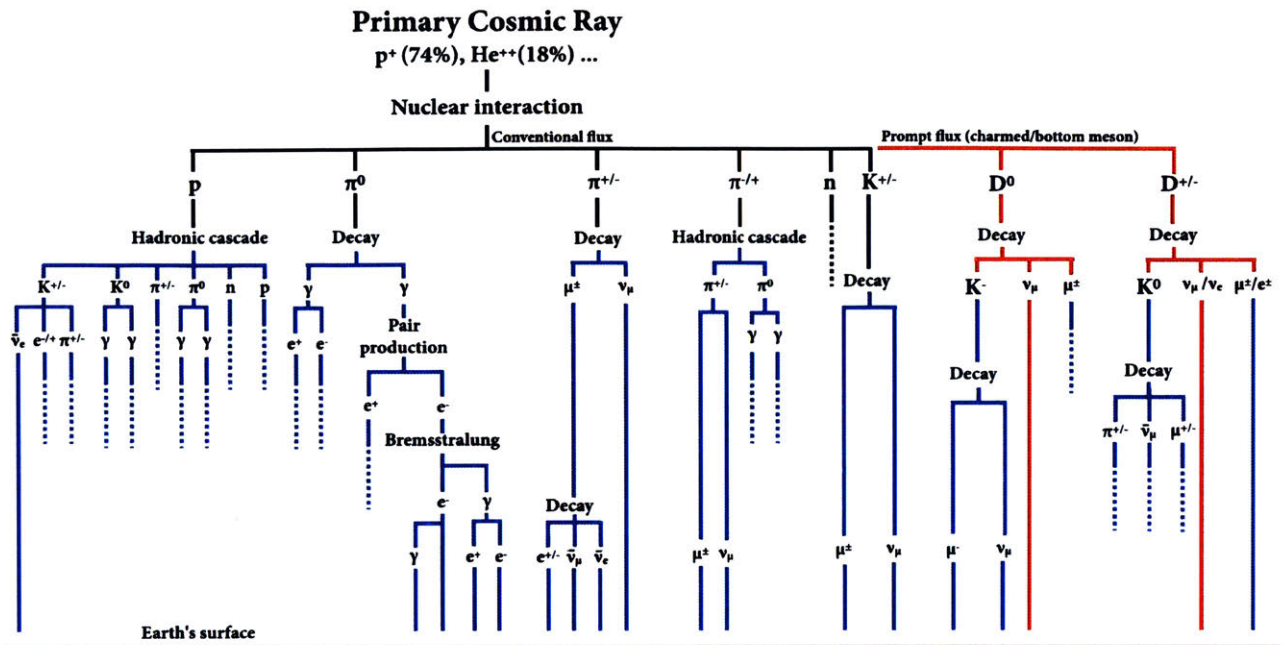 Primary Cosmic Ray
p⁺ (74%), He⁺⁺(18%) ...
Nuclear interaction
Conventional flux
Prompt flux (charmed/bottom meson)
p π⁰ π⁺/⁻ π⁻/⁺ n K⁺/⁻ D⁰ D⁺/⁻
Hadronic cascade Decay Decay Hadronic cascade Decay Decay
Decay
K⁺/⁻ K⁰ π⁺/⁻ π⁰ n p γ γ μ± νμ π⁺/⁻ π⁰ K⁻ νμ μ± K⁰ νμ/νe μ±/e±
Pair
production
ν̄e e⁻/⁺ π⁺/⁻ γ γ γ γ e⁺ e⁻ γ γ
Decay Decay
e⁺ e⁻
π⁺/⁻ ν̄μ μ⁺/⁻
Bremsstralung
e⁻ γ
Decay
γ e⁺ e⁻ e⁺/⁻ ν̄μ ν̄e μ± νμ μ± νμ μ⁻ νμ
Earth's surface